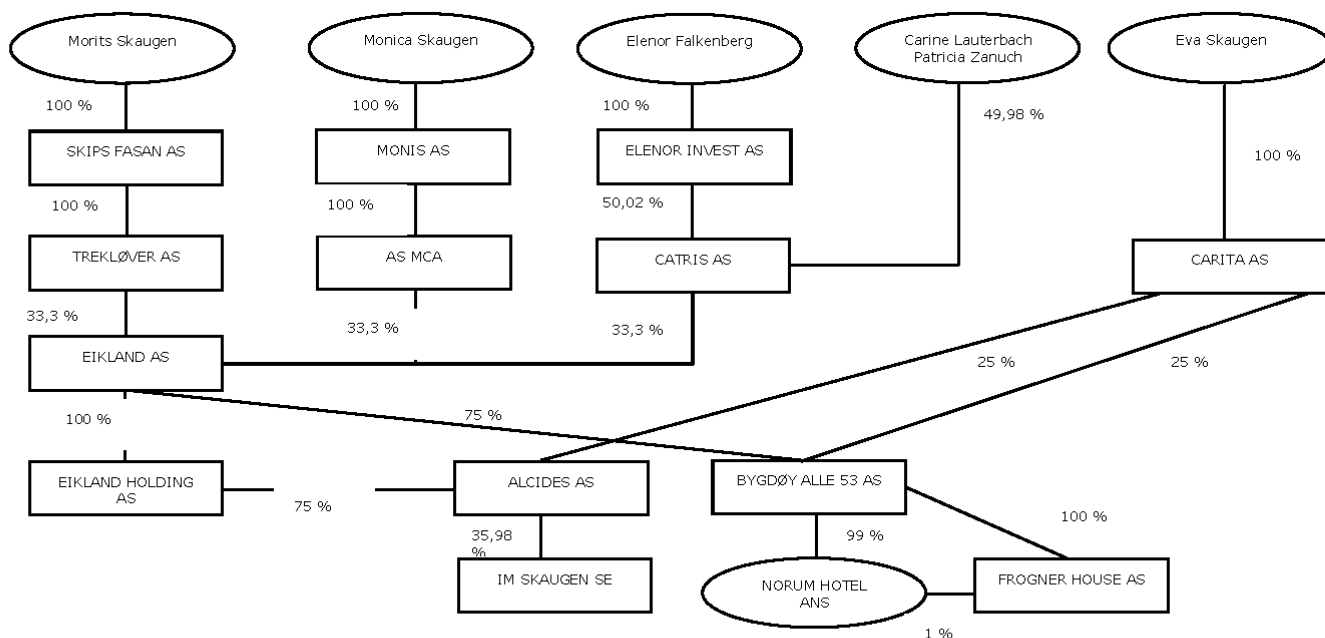 Morits Skaugen
Monica Skaugen
Elenor Falkenberg
Carine Lauterbach
Patricia Zanuch
Eva Skaugen
100 %
100 %
100 %
49,98 %
SKIPS FASAN AS
MONIS AS
ELENOR INVEST AS
100 %
100 %
100 %
50,02 %
TREKLØVER AS
AS MCA
CATRIS AS
CARITA AS
33,3 %
33,3 %
33,3 %
EIKLAND AS
25 %
25 %
100 %
75 %
EIKLAND HOLDING
AS
75 %
ALCIDES AS
BYGDØY ALLE 53 AS
35,98
%
99 %
100 %
IM SKAUGEN SE
NORUM HOTEL
ANS
FROGNER HOUSE AS
1 %